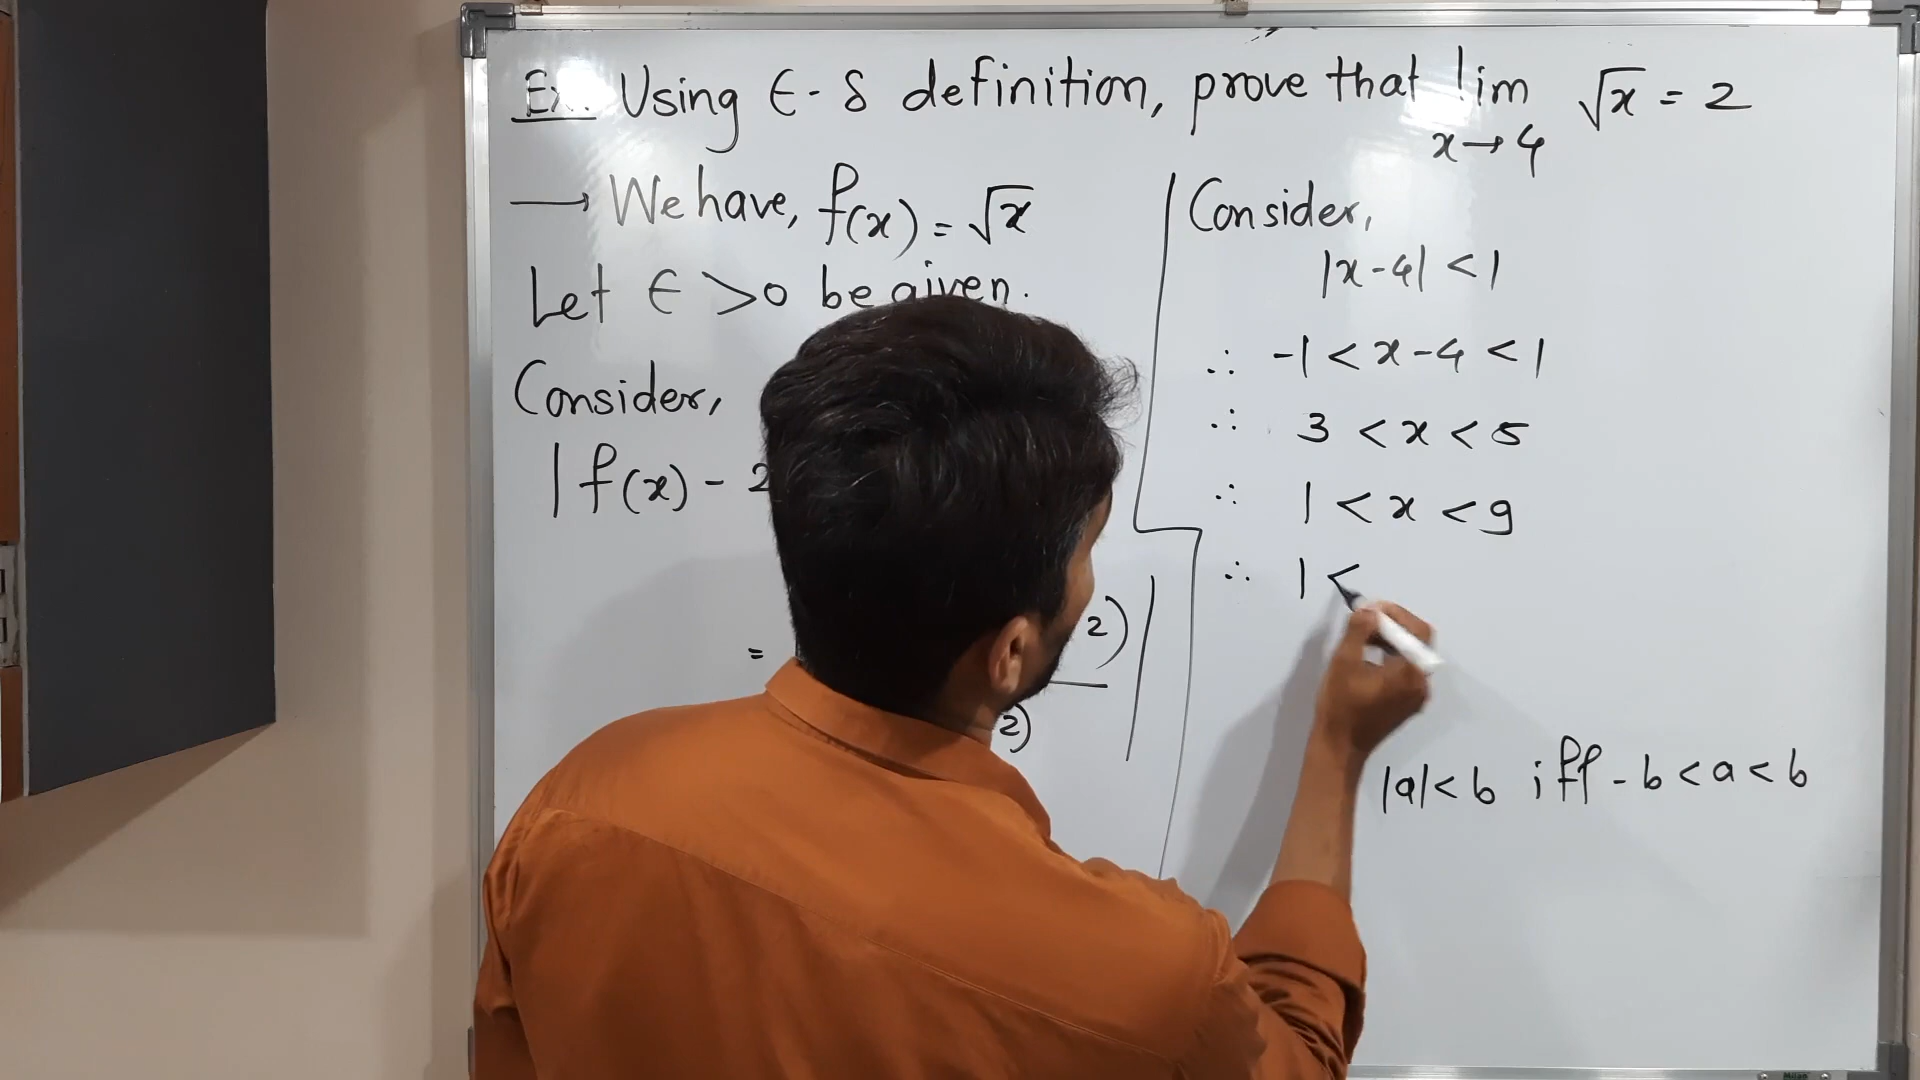 Ex. Using ϵ-δ definition, prove that lim √x = 2
x→4
⟶ We have, f(x) = √x
Let ϵ > 0 be given.
Consider,
|f(x) - 2
2)|
=
2)
Consider,
|x-4| < 1
∴ -1 < x-4 < 1
∴ 3 < x < 5
∴ 1 < x < 9
∴ 1 <
|a| < b iff -b < a < b
Milan